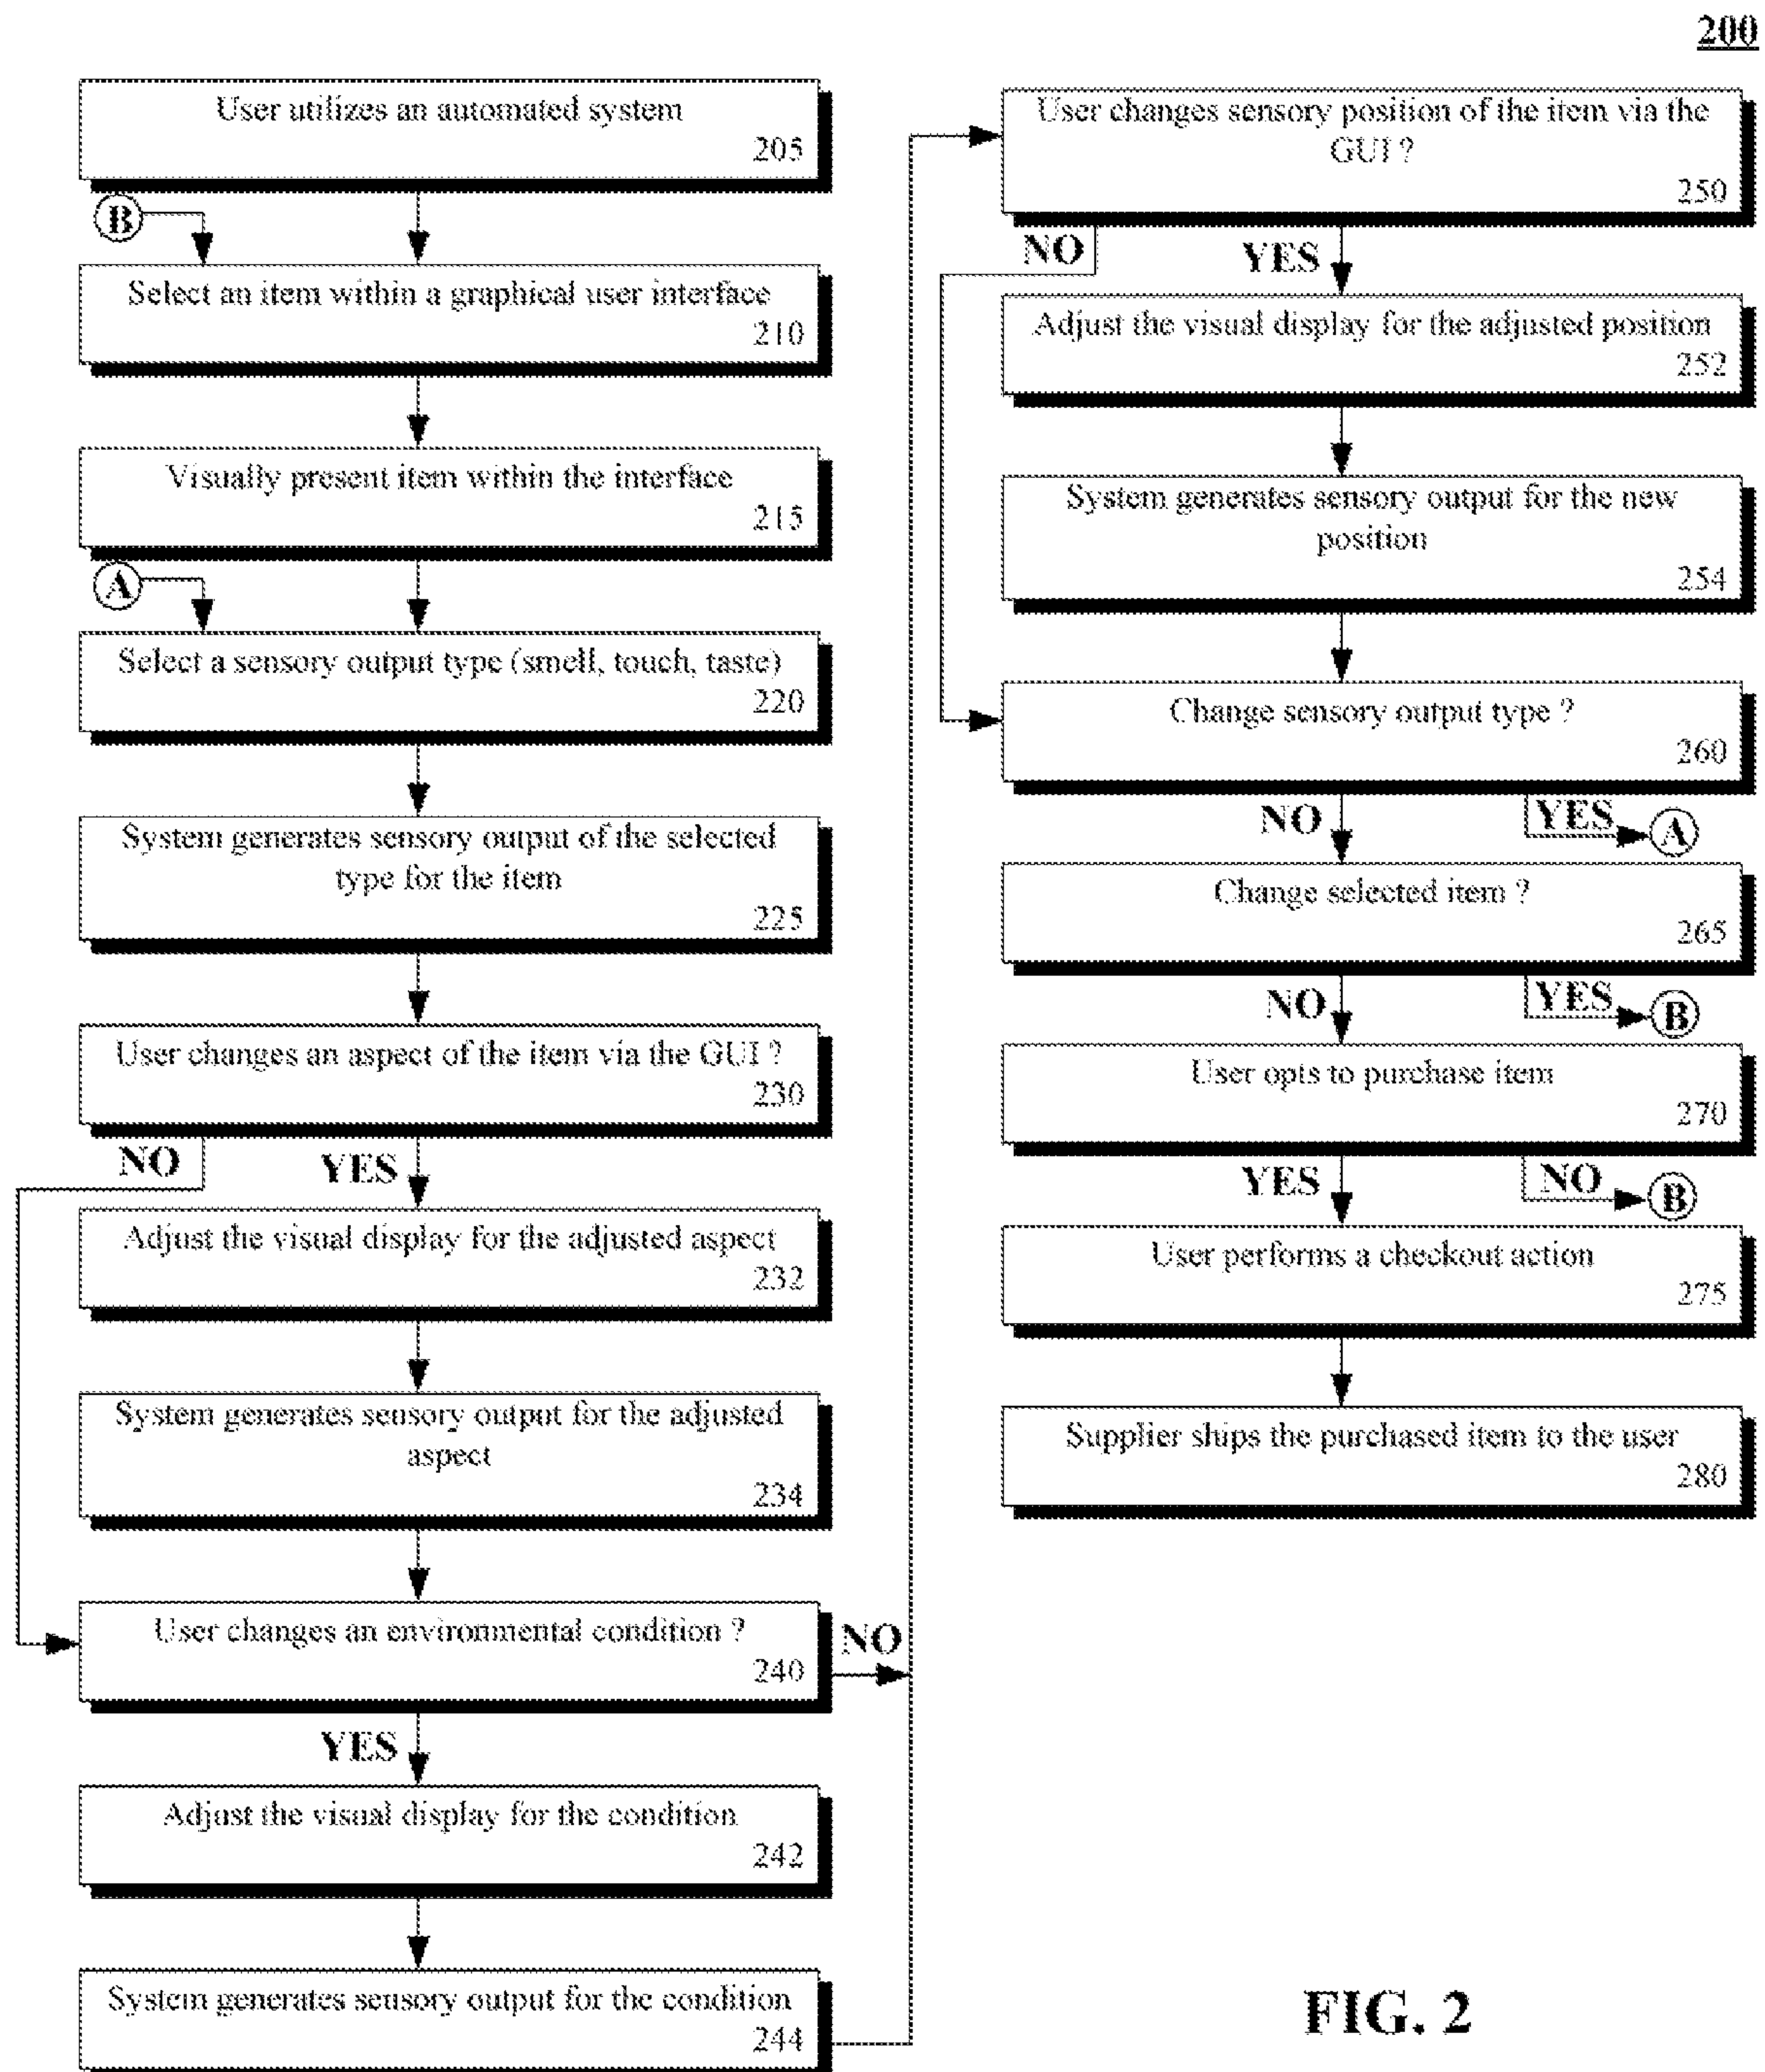 200
User utilizes an automated system
205
B
Select an item within a graphical user interface
210
Visually present item within the interface
215
A
Select a sensory output type (smell, touch, taste)
220
System generates sensory output of the selected
type for the item
225
User changes an aspect of the item via the GUI ?
230
NO
YES
Adjust the visual display for the adjusted aspect
232
System generates sensory output for the adjusted
aspect
234
User changes an environmental condition ?
240
NO
YES
Adjust the visual display for the condition
242
System generates sensory output for the condition
244
User changes sensory position of the item via the
GUI ?
250
NO
YES
Adjust the visual display for the adjusted position
252
System generates sensory output for the new
position
254
Change sensory output type ?
260
NO
YES
A
Change selected item ?
265
NO
YES
B
User opts to purchase item
270
YES
NO
B
User performs a checkout action
275
Supplier ships the purchased item to the user
280
FIG. 2